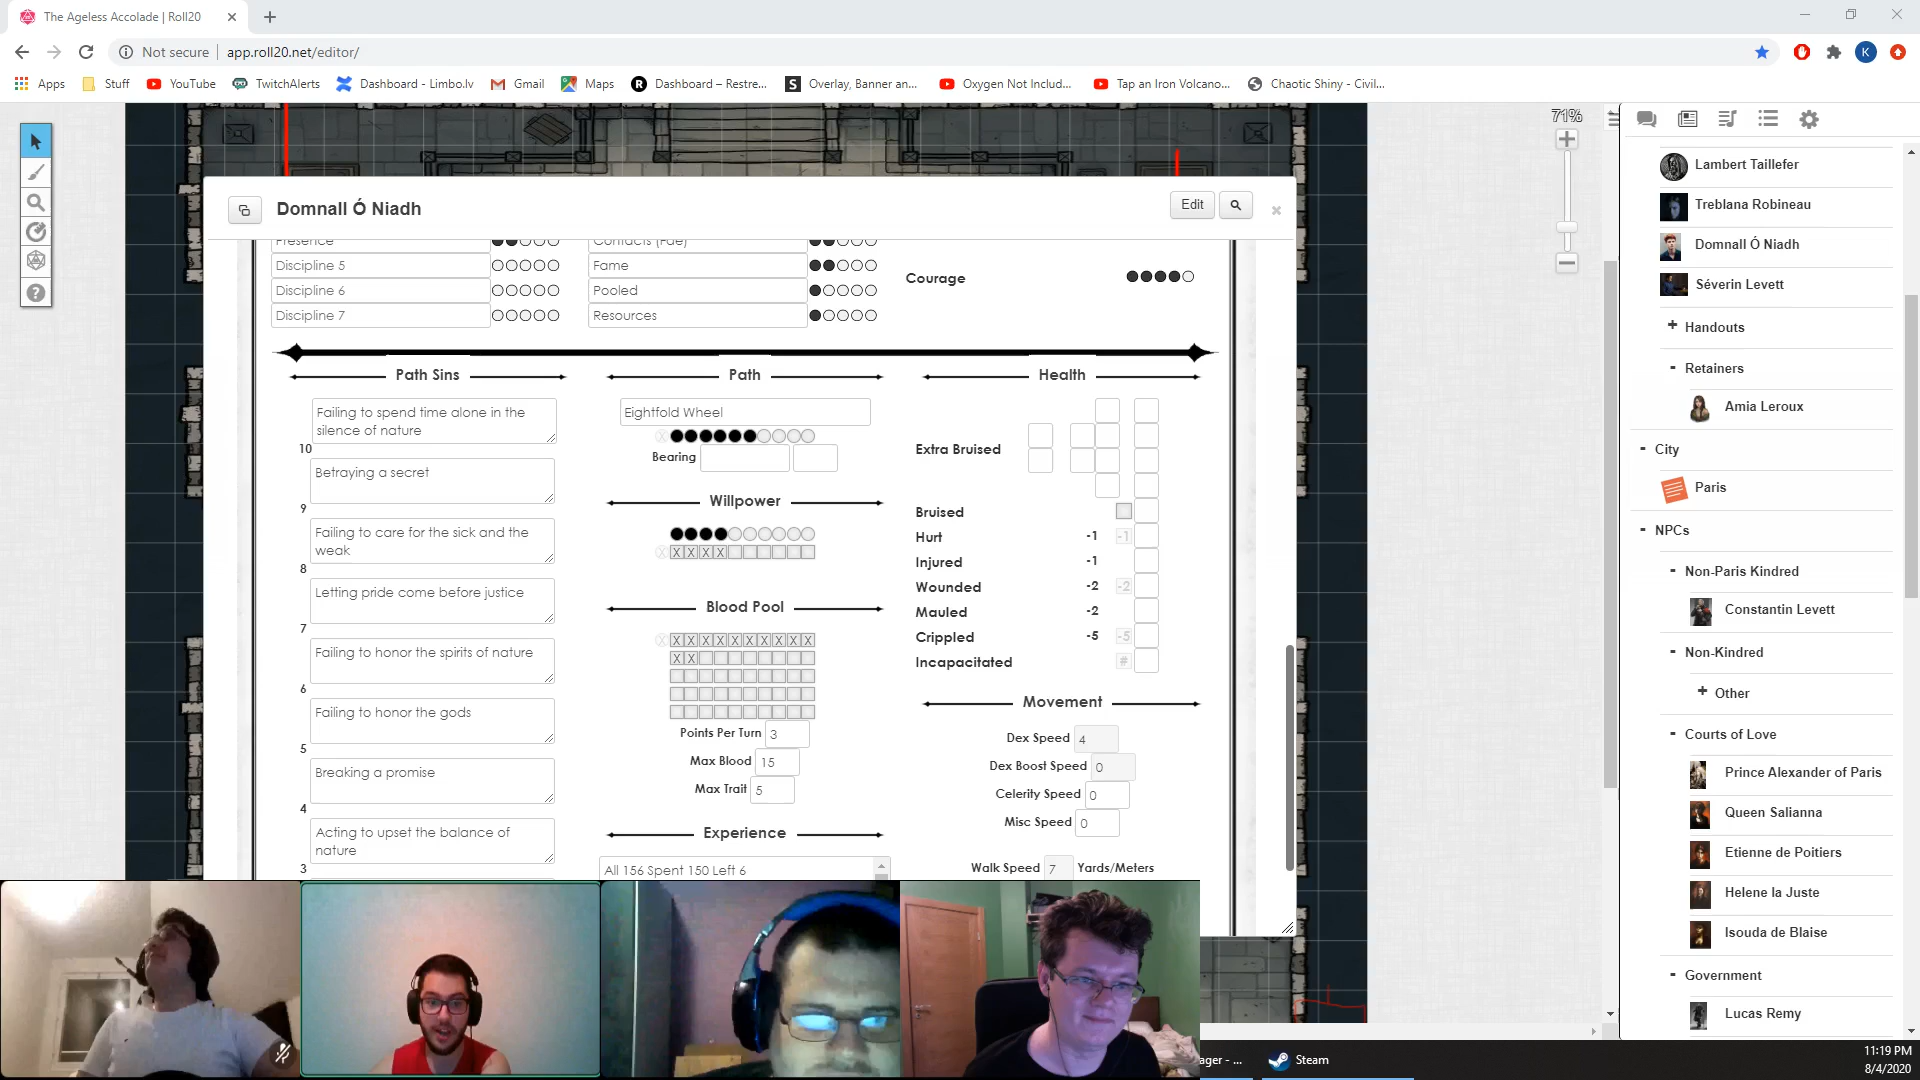 The Ageless Accolade | Roll20
Not secure
app.roll20.net/editor/
K
Apps
Stuff
YouTube
TwitchAlerts
Dashboard - Limbo.lv
Gmail
Maps
Dashboard – Restre...
Overlay, Banner an...
Oxygen Not Includ...
Tap an Iron Volcano...
Chaotic Shiny - Civil...
71%
Domnall Ó Niadh
Edit
Presence
Contacts (Fae)
Discipline 5
Fame
Courage
Discipline 6
Pooled
Discipline 7
Resources
Path Sins
Path
Health
Failing to spend time alone in the
silence of nature
10
Betraying a secret
9
Failing to care for the sick and the
weak
8
Letting pride come before justice
7
Failing to honor the spirits of nature
6
Failing to honor the gods
5
Breaking a promise
4
Acting to upset the balance of
nature
3
Eightfold Wheel
X
Bearing
Willpower
X X X X X
Blood Pool
X X X X X X X X X X X
X X
Points Per Turn 3
Max Blood 15
Max Trait 5
Experience
All 156 Spent 150 Left 6
Extra Bruised
Bruised
Hurt -1 -1
Injured -1
Wounded -2 -2
Mauled -2
Crippled -5 -5
Incapacitated #
Movement
Dex Speed 4
Dex Boost Speed 0
Celerity Speed 0
Misc Speed 0
Walk Speed 7 Yards/Meters
Lambert Taillefer
Treblana Robineau
Domnall Ó Niadh
Séverin Levett
+ Handouts
- Retainers
Amia Leroux
- City
Paris
- NPCs
- Non-Paris Kindred
Constantin Levett
- Non-Kindred
+ Other
- Courts of Love
Prince Alexander of Paris
Queen Salianna
Etienne de Poitiers
Helene la Juste
Isouda de Blaise
- Government
Lucas Remy
ager - ...
Steam
11:19 PM
8/4/2020